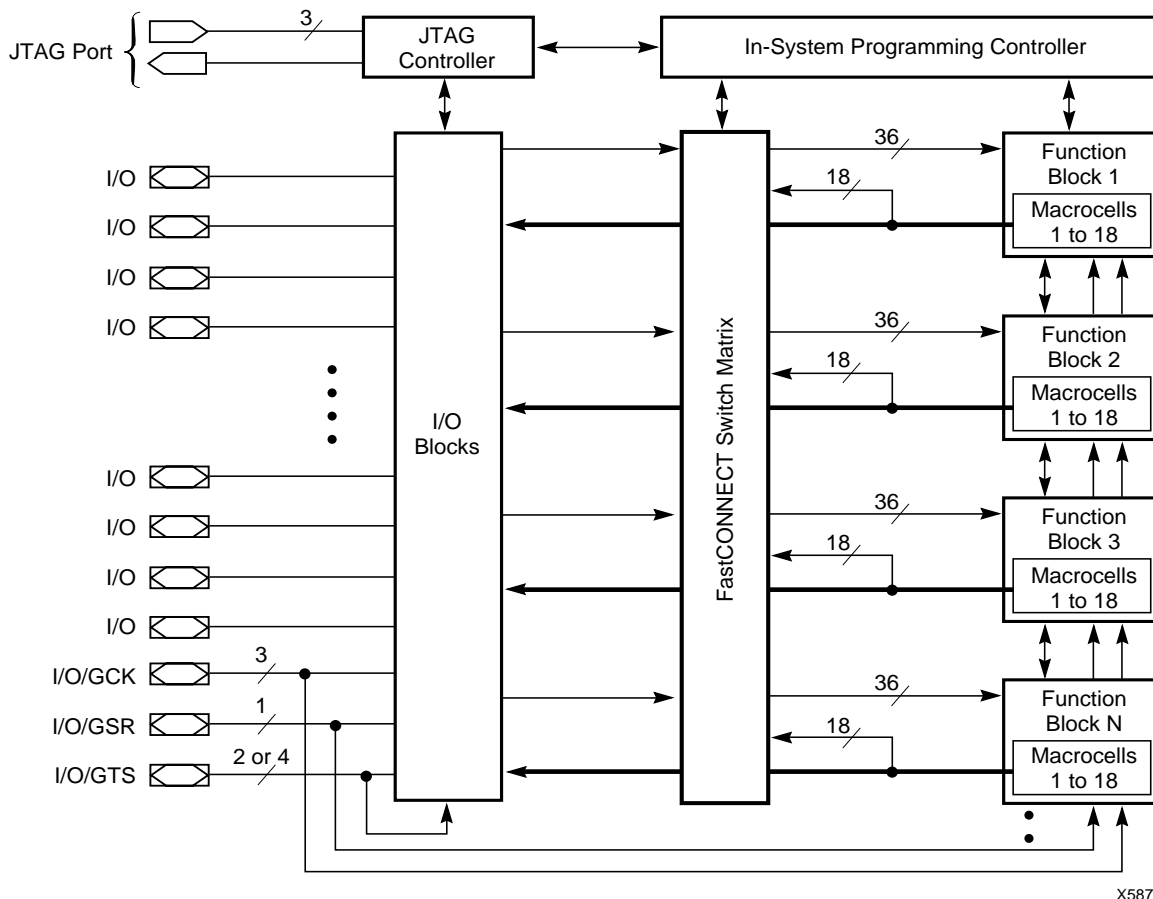 JTAG Port
3
JTAG
Controller
In-System Programming Controller
I/O
I/O
I/O
I/O
I/O
I/O
I/O
I/O
I/O/GCK
3
I/O/GSR
1
I/O/GTS
2 or 4
I/O
Blocks
FastCONNECT Switch Matrix
36
18
Function
Block 1
Macrocells
1 to 18
36
18
Function
Block 2
Macrocells
1 to 18
36
18
Function
Block 3
Macrocells
1 to 18
36
18
Function
Block N
Macrocells
1 to 18
X587